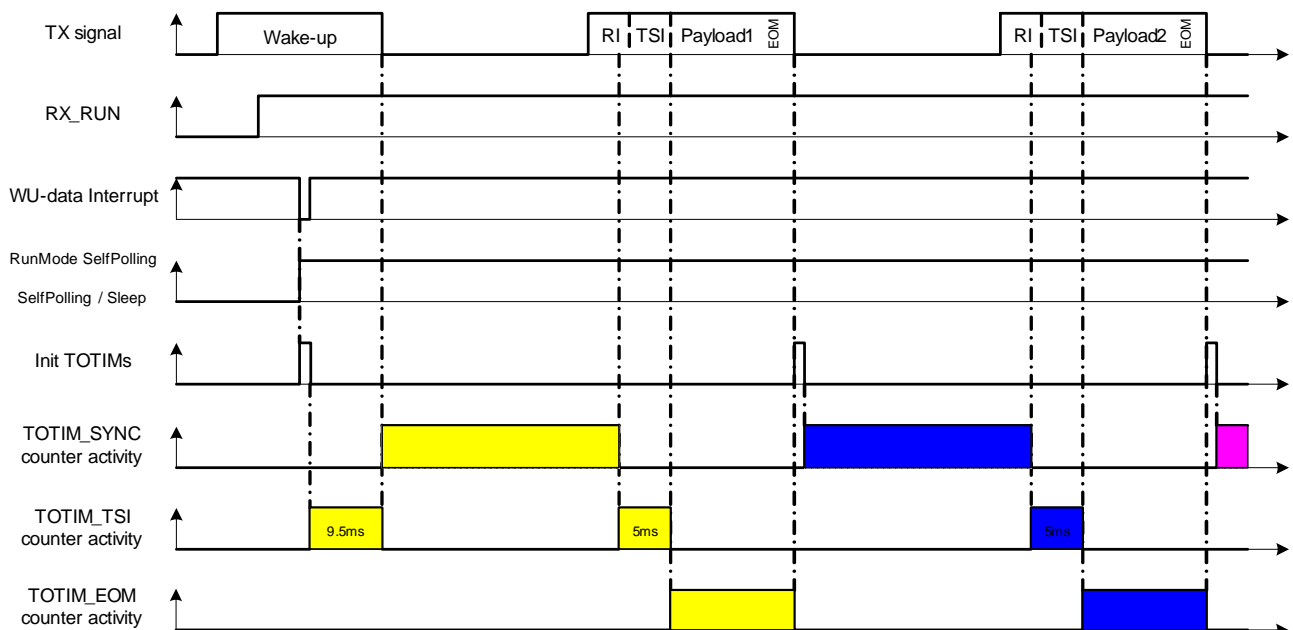 TX signal
Wake-up
RI TSI Payload1 EOM
RI TSI Payload2 EOM
RX_RUN
WU-data Interrupt
RunMode SelfPolling
SelfPolling / Sleep
Init TOTIMs
TOTIM_SYNC
counter activity
TOTIM_TSI
counter activity
9.5ms
5ms
5ms
TOTIM_EOM
counter activity